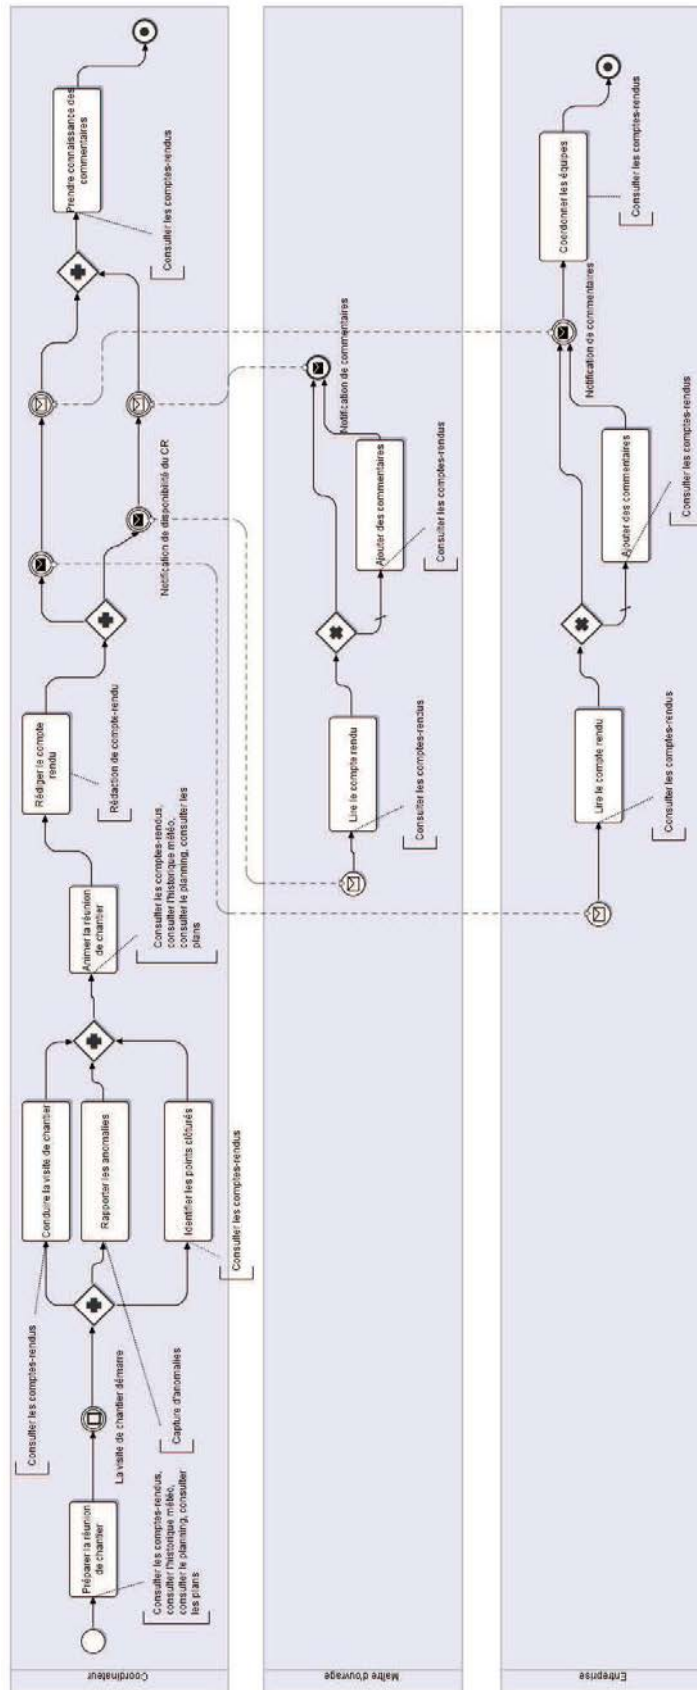 Coordinateur
Préparer la réunion
de chantier
Consulter les comptes-rendus,
consulter l'historique météo,
consulter le planning, consulter
les plans
La visite de chantier démarre
Consulter les comptes-rendus
Conduire la visite de chantier
Rapporter les anomalies
Capture d'anomalies
Identifier les points clôturés
Consulter les comptes-rendus
Animer la réunion
de chantier
Consulter les comptes-rendus,
consulter l'historique météo,
consulter le planning, consulter les
plans
Rédiger le compte
rendu
Rédaction de compte-rendu
Notification de disponibilité du CR
Prendre connaissance des
commentaires
Consulter les comptes-rendus
Maître d'ouvrage
Lire le compte rendu
Consulter les comptes-rendus
Ajouter des commentaires
Consulter les comptes-rendus
Notification de commentaires
Entreprise
Lire le compte rendu
Consulter les comptes-rendus
Ajouter des commentaires
Consulter les comptes-rendus
Notification de commentaires
Coordonner les équipes
Consulter les comptes-rendus